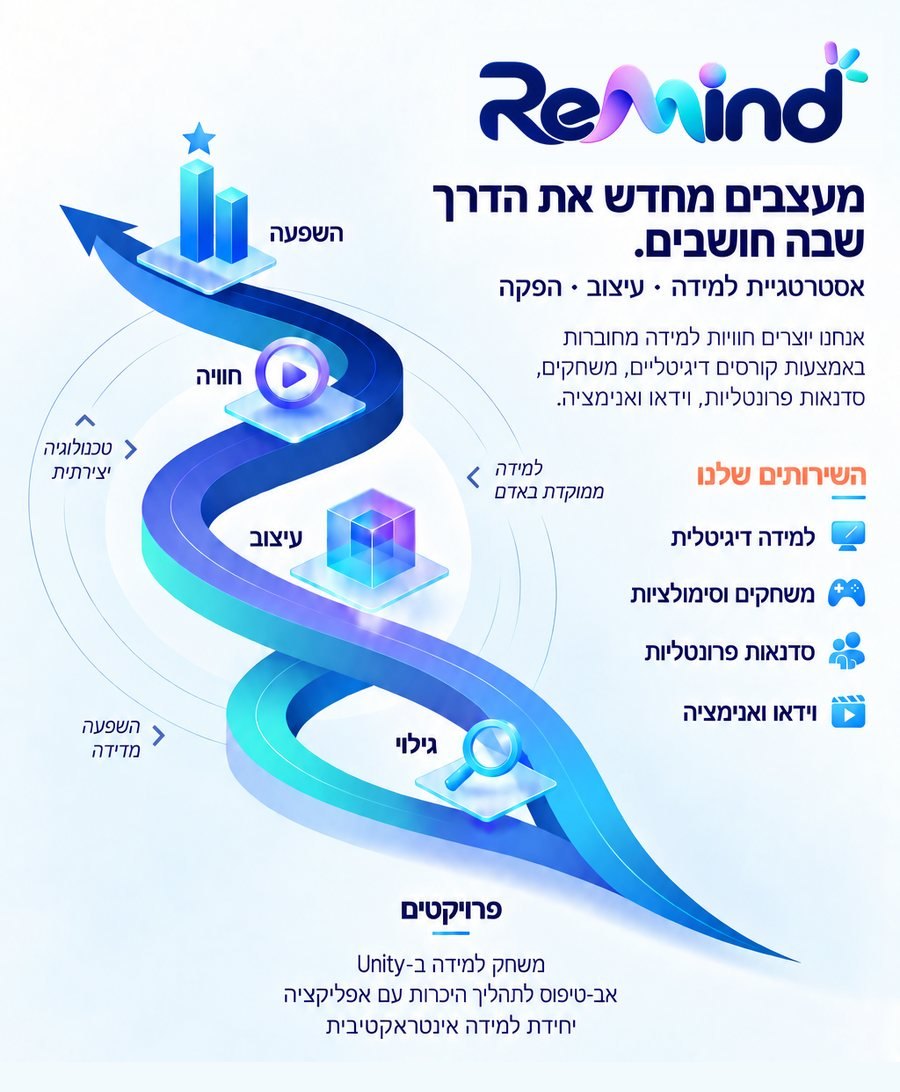 ReMind
מעצבים מחדש את הדרך
שבה חושבים.
אסטרטגיית למידה · עיצוב · הפקה
אנחנו יוצרים חוויות למידה מחוברות
באמצעות קורסים דיגיטליים, משחקים,
סדנאות פרונטליות, וידאו ואנימציה.
השירותים שלנו
למידה דיגיטלית
משחקים וסימולציות
סדנאות פרונטליות
וידאו ואנימציה
השפעה
חוויה
עיצוב
גילוי
למידה
ממוקדת באדם
טכנולוגיה
יצירתית
השפעה
מדידה
פרויקטים
משחק למידה ב-Unity
אב-טיפוס לתהליך היכרות עם אפליקציה
יחידת למידה אינטראקטיבית